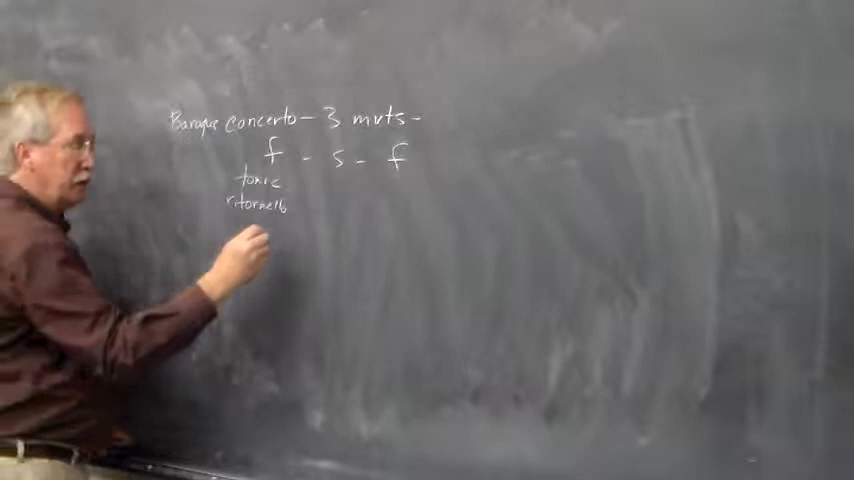 Baroque concerto - 3 mvts -
f - s - f
tonic
ritornello